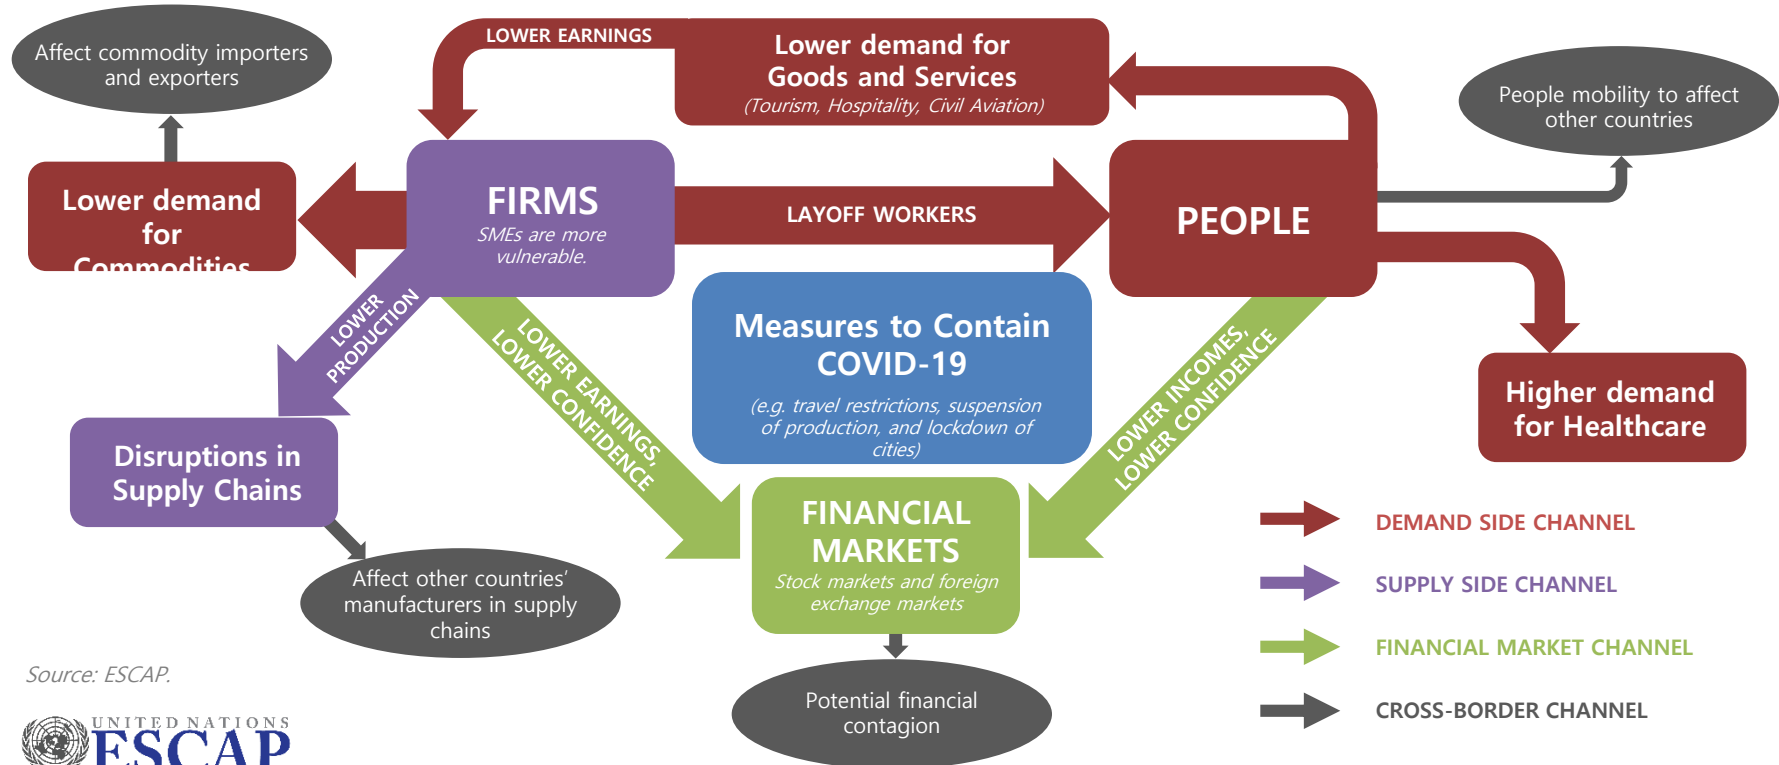 Affect commodity importers
and exporters
LOWER EARNINGS
Lower demand for
Goods and Services
(Tourism, Hospitality, Civil Aviation)
People mobility to affect
other countries
Lower demand
for
Commodities
FIRMS
SMEs are more
vulnerable.
LAYOFF WORKERS
PEOPLE
LOWER
PRODUCTION
LOWER EARNINGS,
LOWER CONFIDENCE
Measures to Contain
COVID-19
(e.g. travel restrictions, suspension
of production, and lockdown of
cities)
LOWER INCOMES,
LOWER CONFIDENCE
Higher demand
for Healthcare
Disruptions in
Supply Chains
FINANCIAL
MARKETS
Stock markets and foreign
exchange markets
Affect other countries'
manufacturers in supply
chains
Potential financial
contagion
DEMAND SIDE CHANNEL
SUPPLY SIDE CHANNEL
FINANCIAL MARKET CHANNEL
CROSS-BORDER CHANNEL
Source: ESCAP.
UNITED NATIONS
ESCAP